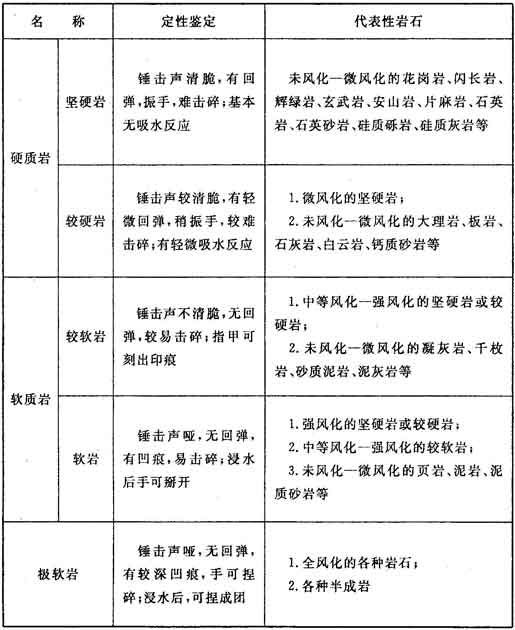 名 称
定性鉴定
代表性岩石
硬质岩
坚硬岩
锤击声清脆,有回
弹,振手,难击碎;基本
无吸水反应
未风化—微风化的花岗岩、闪长岩、
辉绿岩、玄武岩、安山岩、片麻岩、石英
岩、石英砂岩、硅质砾岩、硅质灰岩等
较硬岩
锤击声较清脆,有轻
微回弹,稍振手,较难
击碎;有轻微吸水反应
1.微风化的坚硬岩;
2.未风化—微风化的大理岩、板岩、
石灰岩、白云岩、钙质砂岩等
软质岩
较软岩
锤击声不清脆,无回
弹,较易击碎;指甲可
刻出印痕
1.中等风化—强风化的坚硬岩或较
硬岩;
2.未风化—微风化的凝灰岩、千枚
岩、砂质泥岩、泥灰岩等
软岩
锤击声哑,无回弹,
有凹痕,易击碎;浸水
后手可掰开
1.强风化的坚硬岩或较硬岩;
2.中等风化—强风化的较软岩;
3.未风化—微风化的页岩、泥岩、泥
质砂岩等
极软岩
锤击声哑,无回弹,
有较深凹痕,手可捏
碎;浸水后,可捏成团
1.全风化的各种岩石;
2.各种半成岩